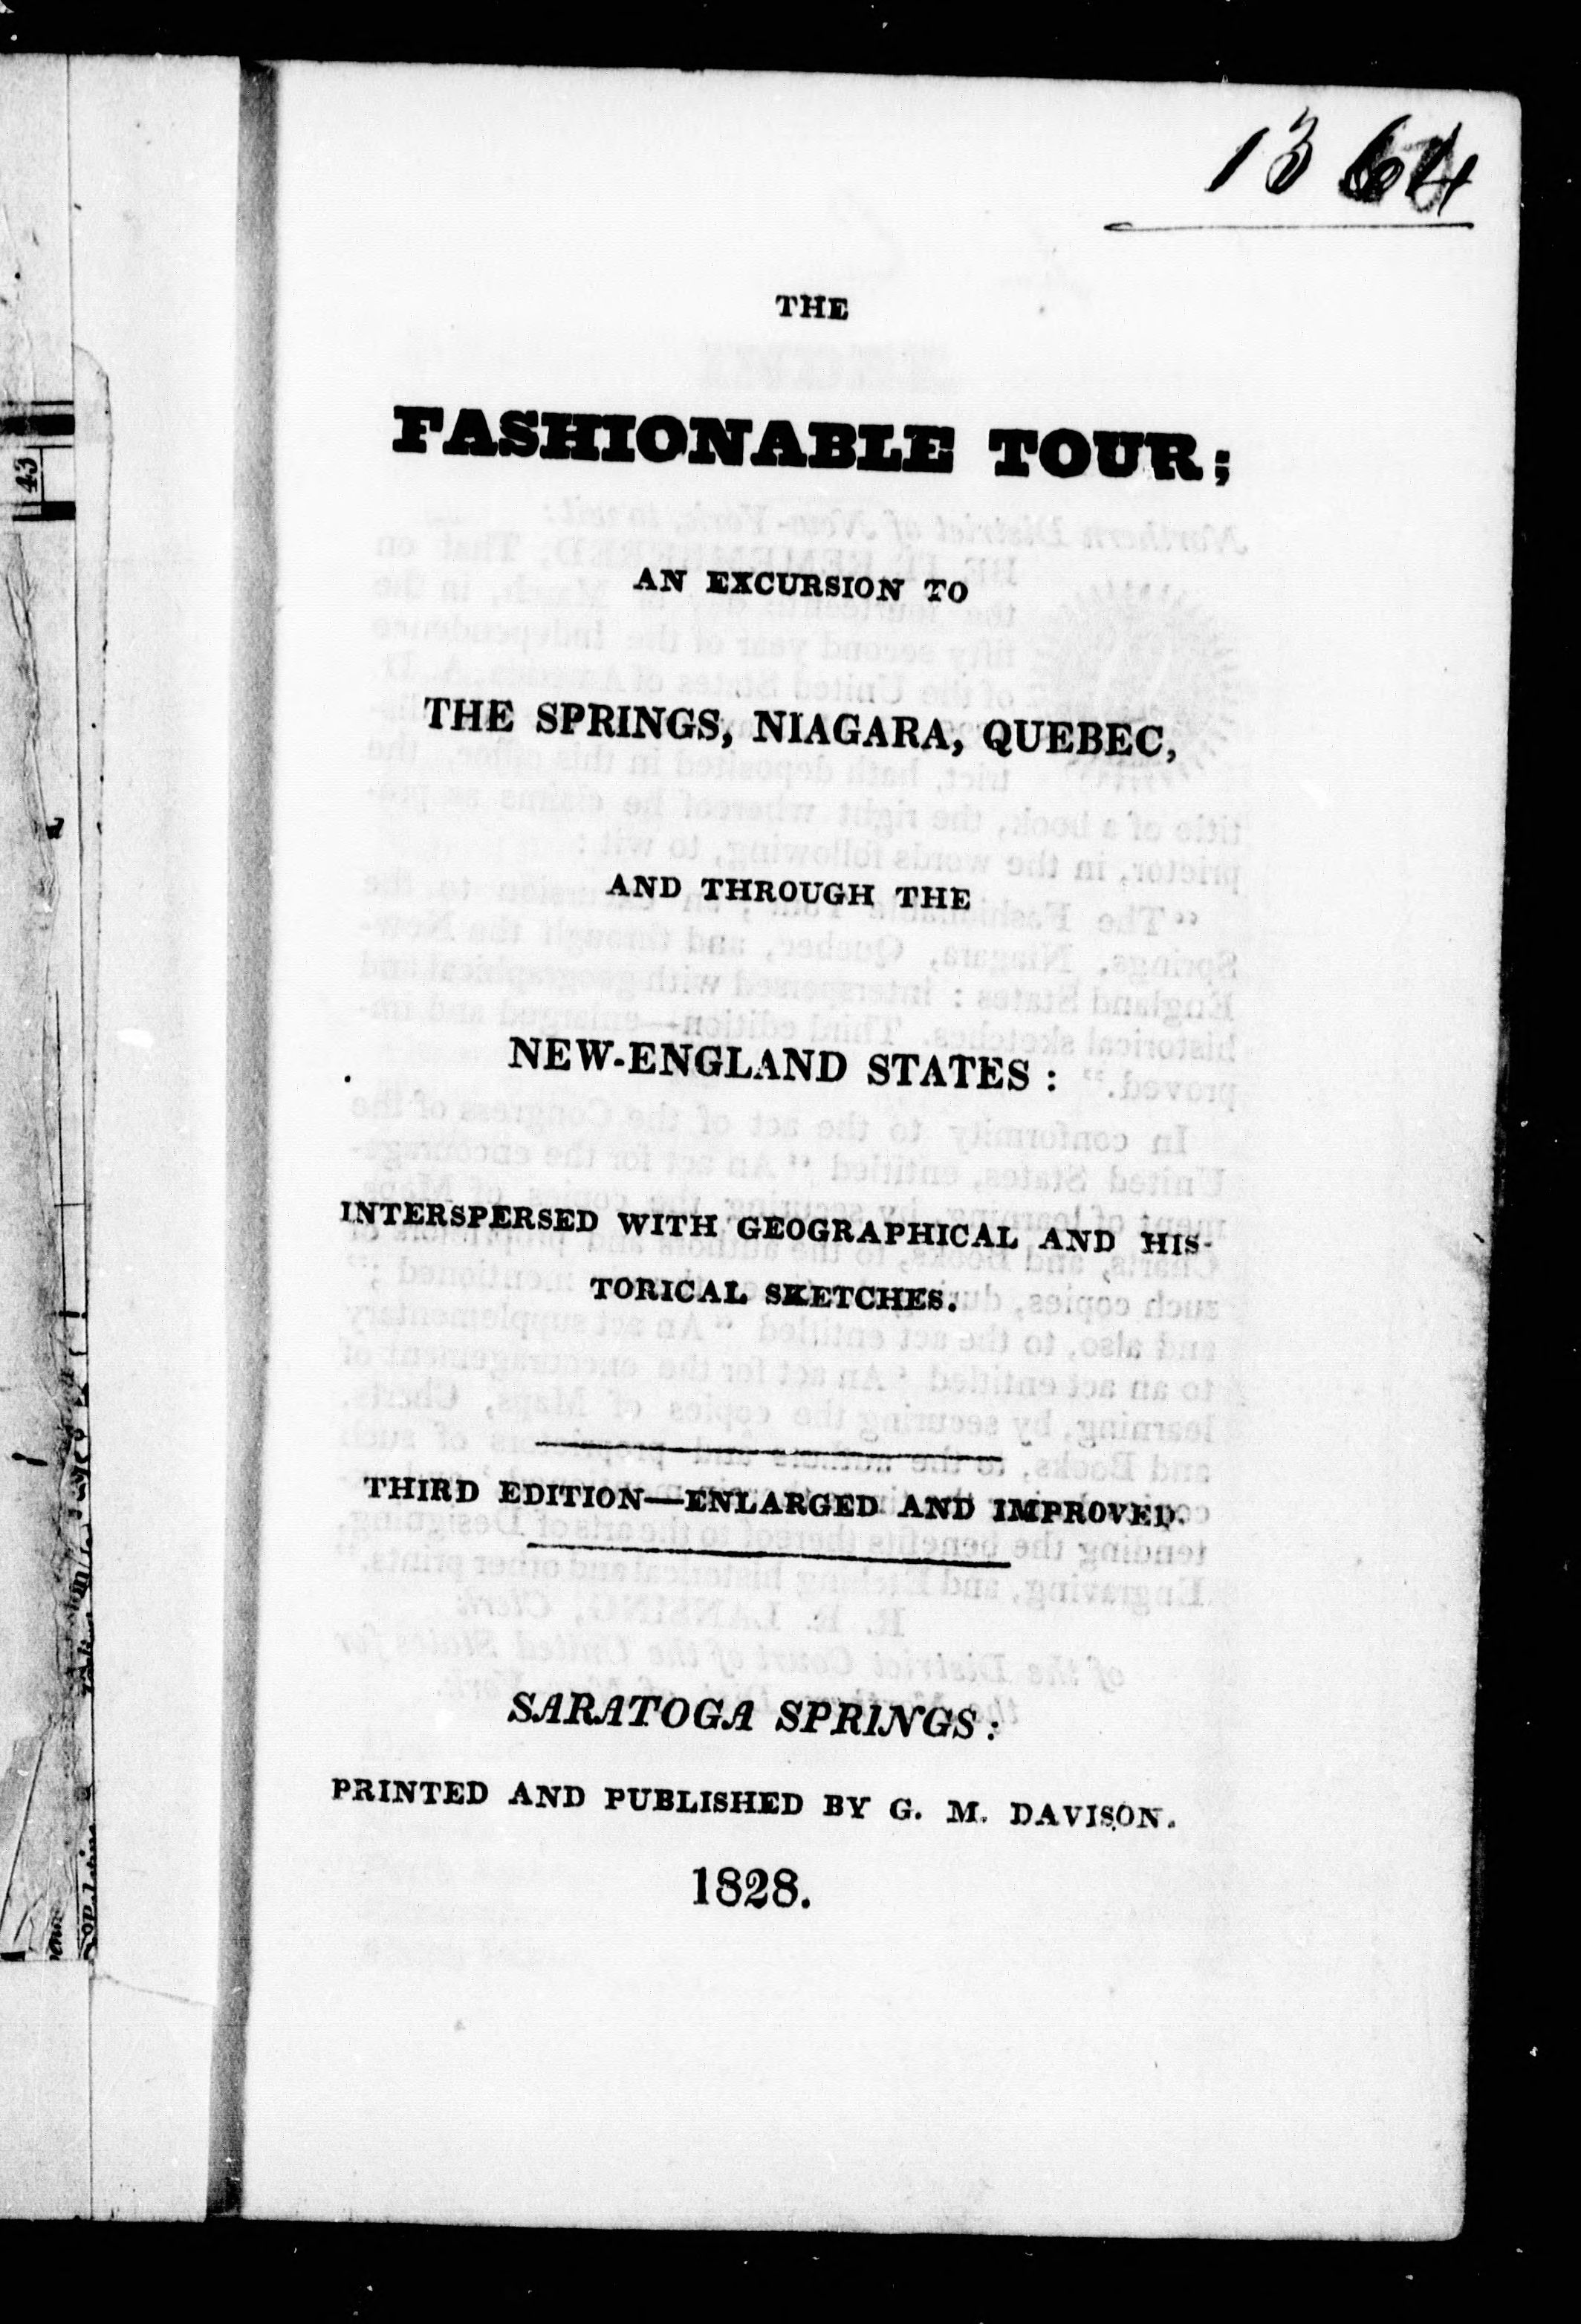 THE
FASHIONABLE TOUR;
AN EXCURSION TO
THE SPRINGS, NIAGARA, QUEBEC,
AND THROUGH THE
NEW-ENGLAND STATES:
INTERSPERSED WITH GEOGRAPHICAL AND HIS-
TORICAL SKETCHES.
THIRD EDITION—ENLARGED AND IMPROVED.
SARATOGA SPRINGS:
PRINTED AND PUBLISHED BY G. M. DAVISON.
1828.
43